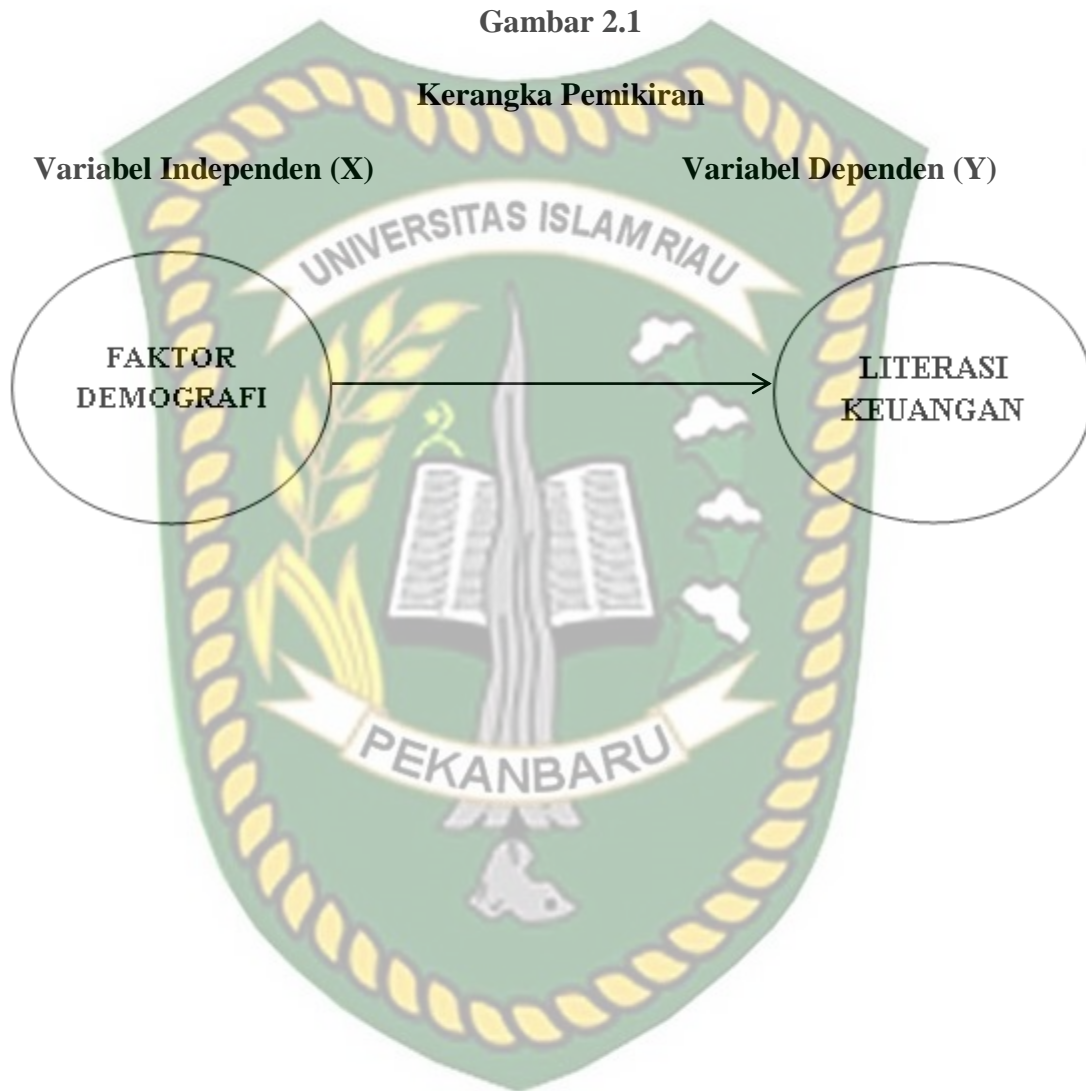 Gambar 2.1
Kerangka Pemikiran
Variabel Independen (X) Variabel Dependen (Y)
UNIVERSITAS ISLAM RIAU
FAKTOR
DEMOGRAFI
LITERASI
KEUANGAN
PEKANBARU